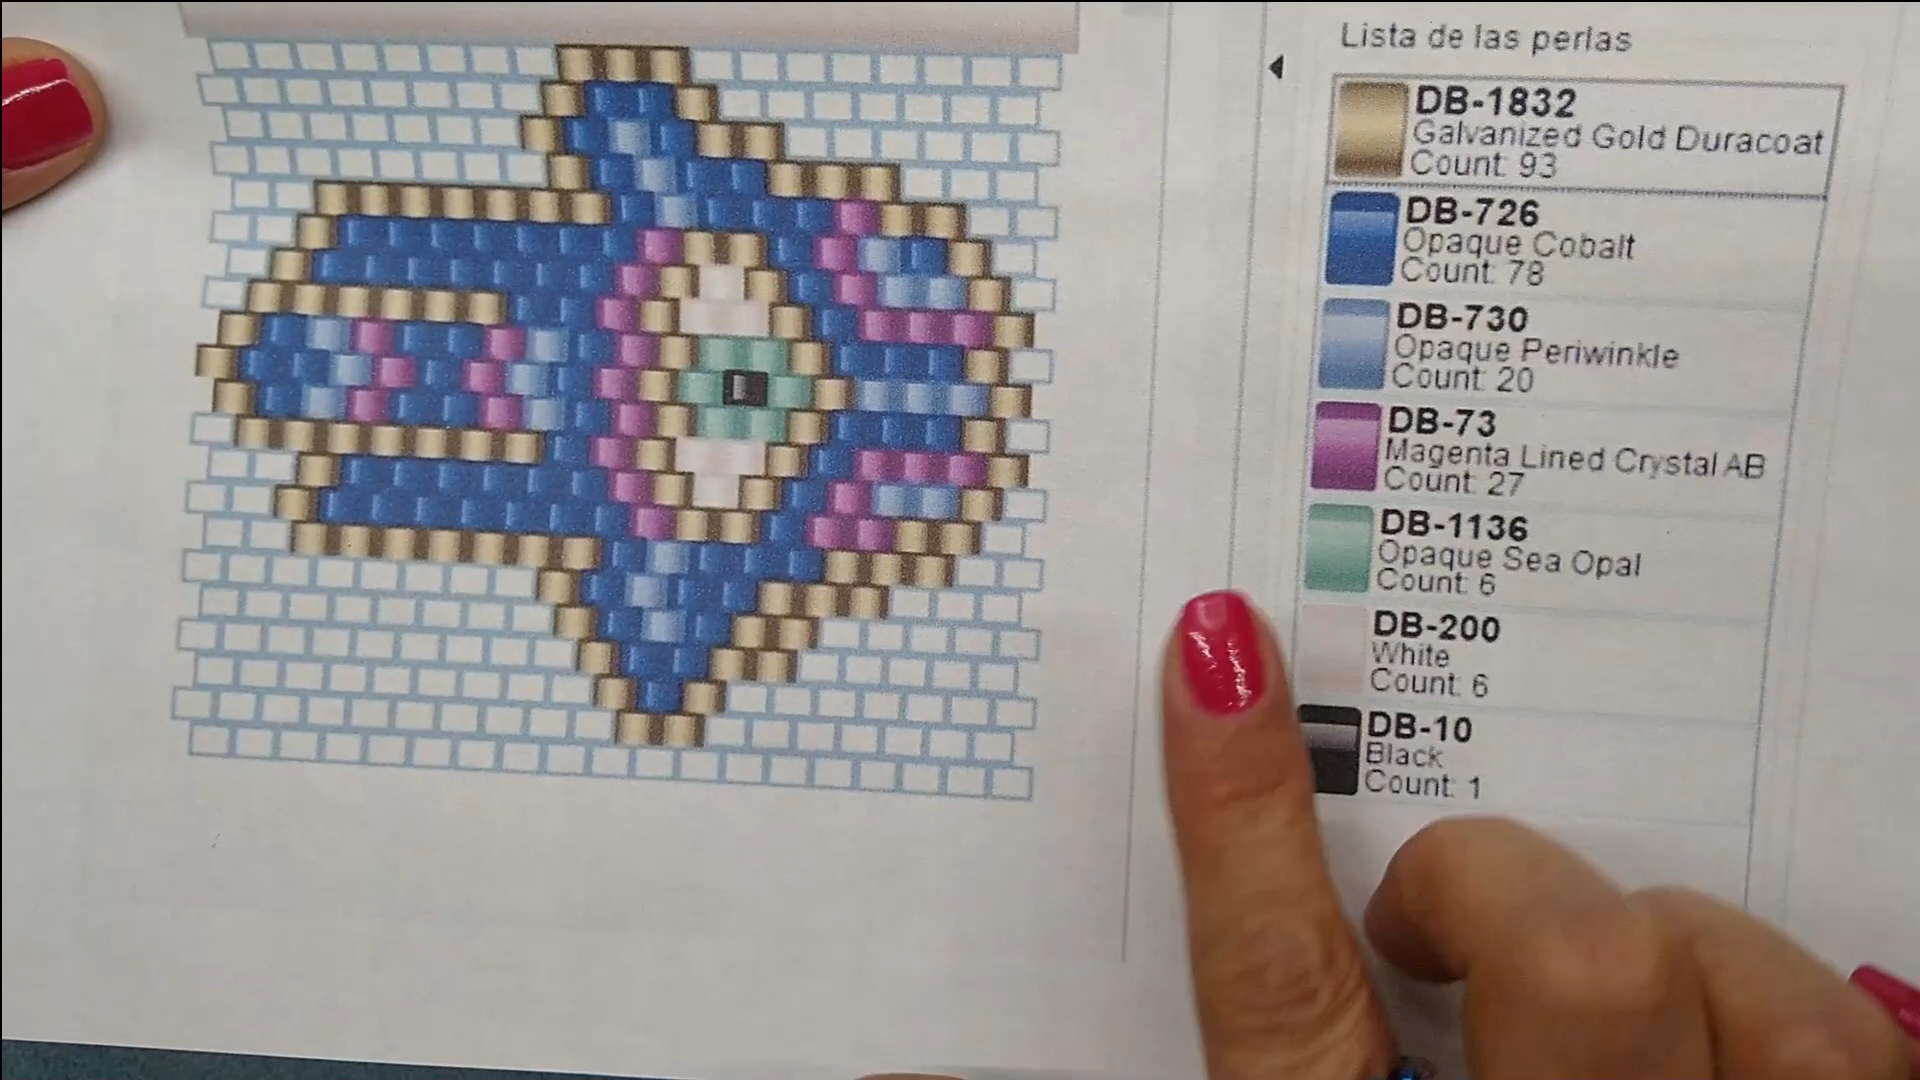 Lista de las perlas
DB-1832
Galvanized Gold Duracoat
Count: 93
DB-726
Opaque Cobalt
Count: 78
DB-730
Opaque Periwinkle
Count: 20
DB-73
Magenta Lined Crystal AB
Count: 27
DB-1136
Opaque Sea Opal
Count: 6
DB-200
White
Count: 6
DB-10
Black
Count: 1